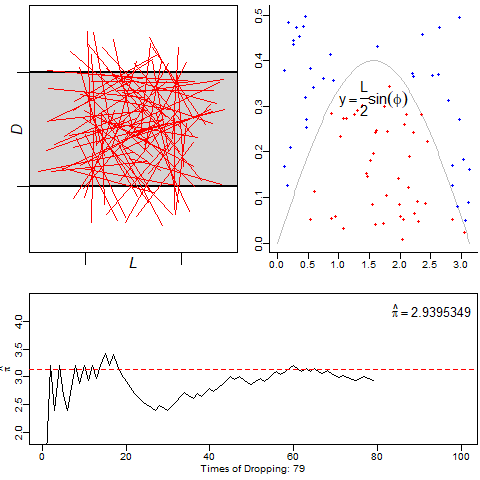 D
L
0.5
0.4
0.3
0.2
0.1
0.0
y = L/2 sin(ϕ)
0.0 0.5 1.0 1.5 2.0 2.5 3.0
π̂ = 2.9395349
4.0
3.5
3.0
2.5
2.0
π̂
0 20 40 60 80 100
Times of Dropping: 79